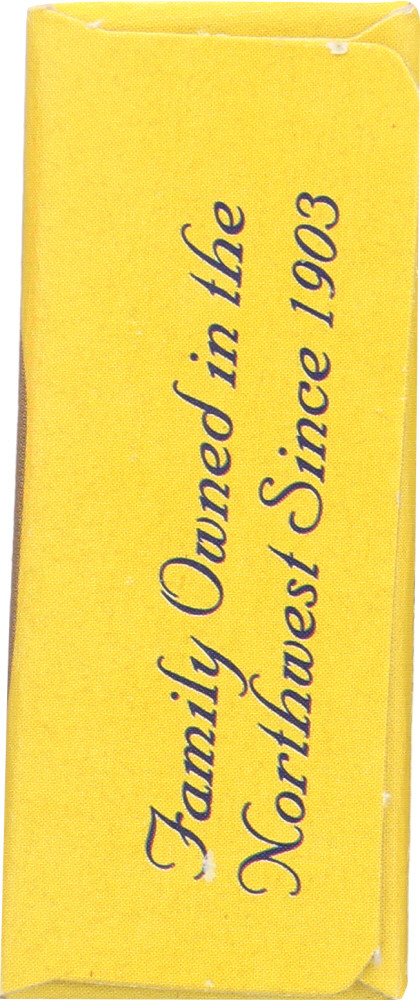 Family Owned in the
Northwest Since 1903